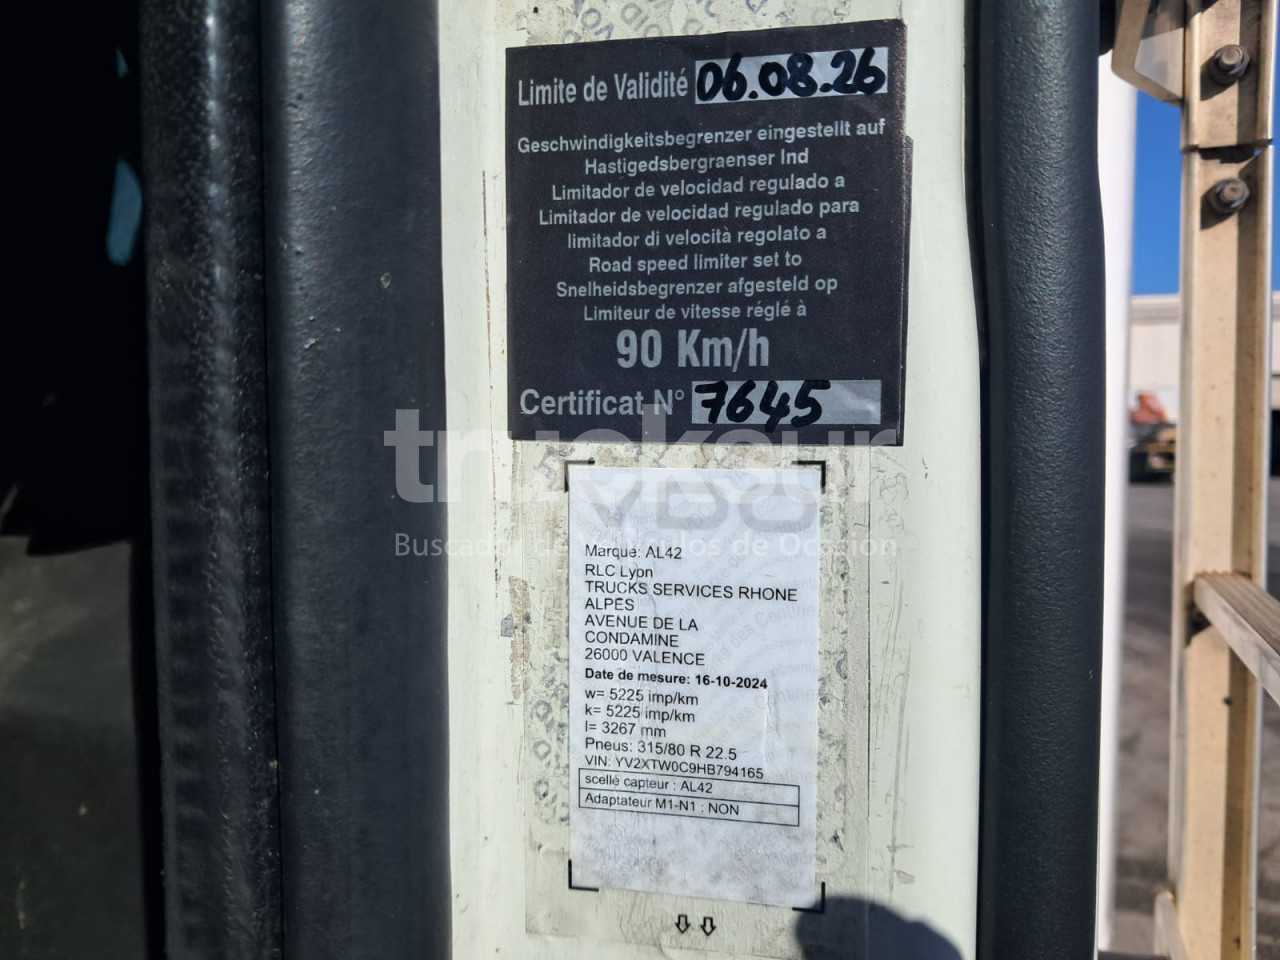 Limite de Validité 06.08.26
Geschwindigkeitsbegrenzer eingestellt auf
Hastigedsbergraenser Ind
Limitador de velocidad regulado a
Limitador de velocidad regulado para
limitador di velocità regolato a
Road speed limiter set to
Snelheidsbegrenzer afgesteld op
Limiteur de vitesse réglé à
90 Km/h
Certificat N° 7645
trucksur
Buscador de Vehículos de Ocasión
Marque: AL42
RLC Lyon
TRUCKS SERVICES RHONE
ALPES
AVENUE DE LA
CONDAMINE
26000 VALENCE
Date de mesure: 16-10-2024
w= 5225 imp/km
k= 5225 imp/km
l= 3267 mm
Pneus: 315/80 R 22.5
VIN: YV2XTW0C9HB794165
scellé capteur : AL42
Adaptateur M1-N1 : NON